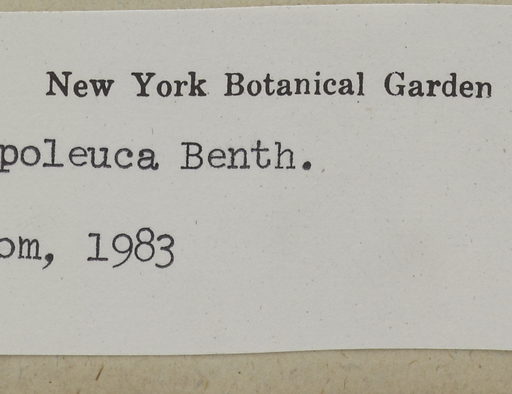 New York Botanical Garden
poleuca Benth.
om, 1983